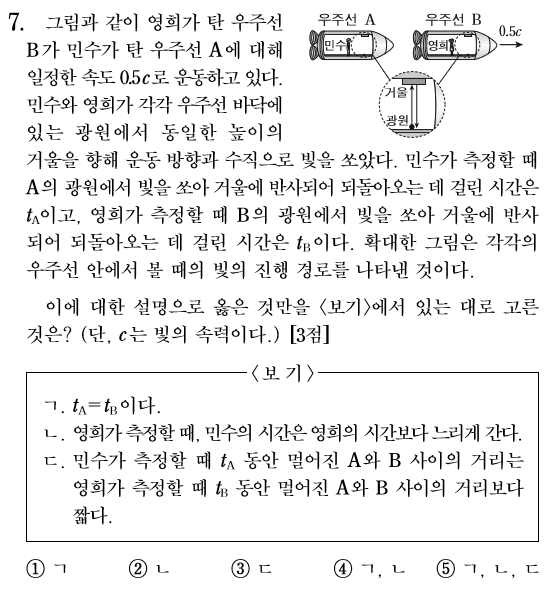 7. 그림과 같이 영희가 탄 우주선
B가 민수가 탄 우주선 A에 대해
일정한 속도 0.5c로 운동하고 있다.
민수와 영희가 각각 우주선 바닥에
있는 광원에서 동일한 높이의
거울을 향해 운동 방향과 수직으로 빛을 쏘았다. 민수가 측정할 때
A의 광원에서 빛을 쏘아 거울에 반사되어 되돌아오는 데 걸린 시간은
tA이고, 영희가 측정할 때 B의 광원에서 빛을 쏘아 거울에 반사
되어 되돌아오는 데 걸린 시간은 tB이다. 확대한 그림은 각각의
우주선 안에서 볼 때의 빛의 진행 경로를 나타낸 것이다.
우주선 A
우주선 B
민수
영희
0.5c
거울
광원
이에 대한 설명으로 옳은 것만을 〈보기〉에서 있는 대로 고른
것은? (단, c는 빛의 속력이다.) [3점]
〈보 기〉
ㄱ. tA=tB이다.
ㄴ. 영희가 측정할 때, 민수의 시간은 영희의 시간보다 느리게 간다.
ㄷ. 민수가 측정할 때 tA 동안 멀어진 A와 B 사이의 거리는
영희가 측정할 때 tB 동안 멀어진 A와 B 사이의 거리보다
짧다.
① ㄱ ② ㄴ ③ ㄷ ④ ㄱ, ㄴ ⑤ ㄱ, ㄴ, ㄷ